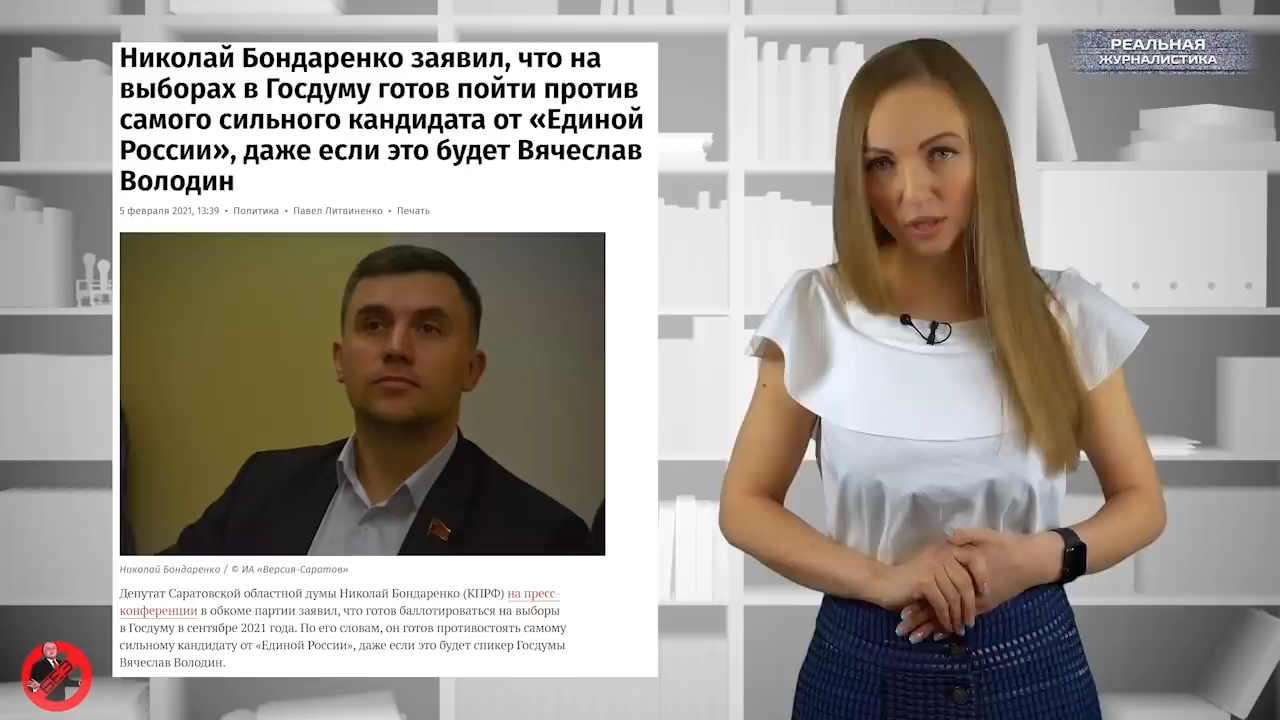 Николай Бондаренко заявил, что на
выборах в Госдуму готов пойти против
самого сильного кандидата от «Единой
России», даже если это будет Вячеслав
Володин
5 февраля 2021, 13:39 • Политика • Павел Литвиненко • Печать
Николай Бондаренко / © ИА «Версия-Саратов»
Депутат Саратовской областной думы Николай Бондаренко (КПРФ) на пресс-
конференции в обкоме партии заявил, что готов баллотироваться на выборы
в Госдуму в сентябре 2021 года. По его словам, он готов противостоять самому
сильному кандидату от «Единой России», даже если это будет спикер Госдумы
Вячеслав Володин.
РЕАЛЬНАЯ
ЖУРНАЛИСТИКА
БЕЗ